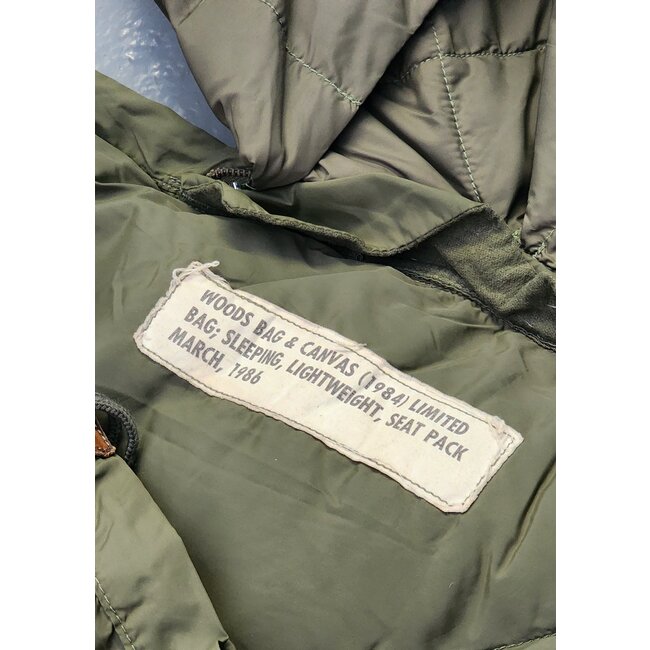 WOODS BAG & CANVAS (1984) LIMITED
BAG; SLEEPING, LIGHTWEIGHT, SEAT PACK
MARCH, 1986